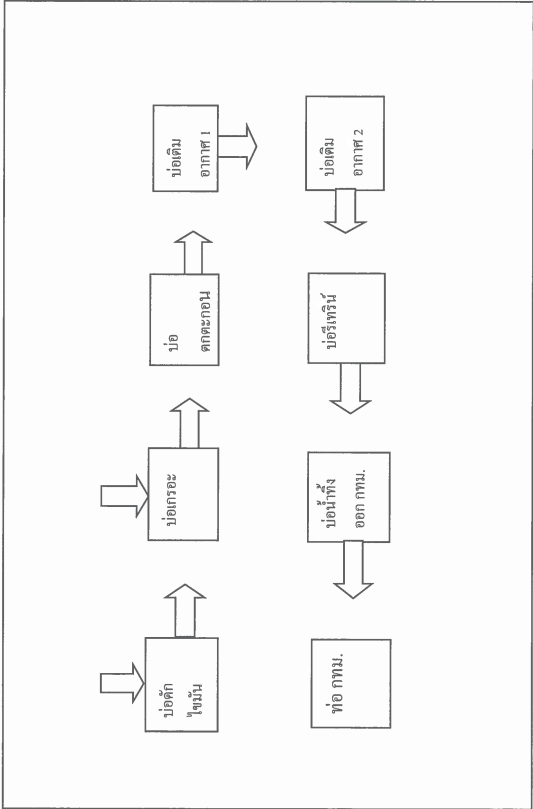 บ่อดัก
ไขมัน
บ่อเกรอะ
บ่อ
ตกตะกอน
บ่อเติม
อากาศ 1
บ่อเติม
อากาศ 2
บ่อรีเทริน์
บ่อน้ำทิ้ง
ออก กทม.
ท่อ กทม.